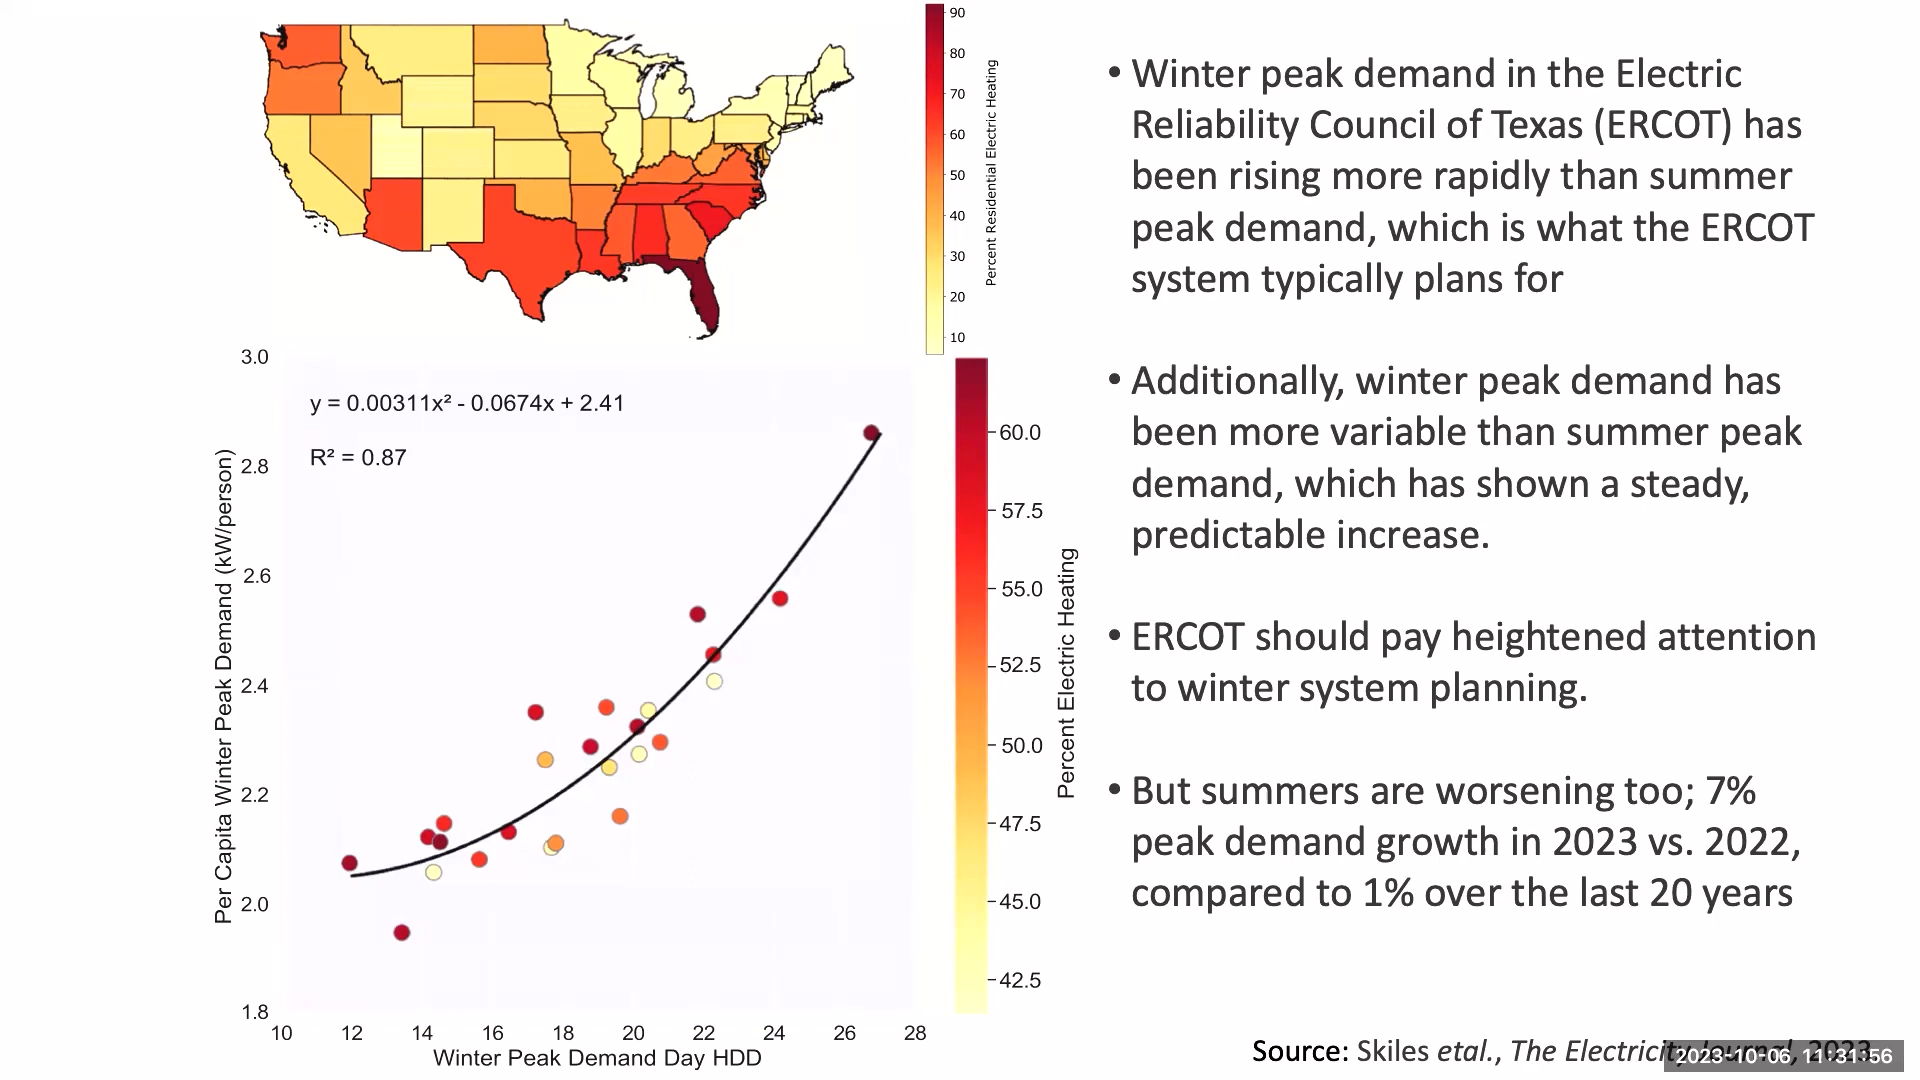 90
80
70
60
50
40
30
20
10
Percent Residential Electric Heating
3.0
2.8
2.6
2.4
2.2
2.0
1.8
Per Capita Winter Peak Demand (kW/person)
y = 0.00311x² - 0.0674x + 2.41
R² = 0.87
10 12 14 16 18 20 22 24 26 28
Winter Peak Demand Day HDD
60.0
57.5
55.0
52.5
50.0
47.5
45.0
42.5
Percent Electric Heating
• Winter peak demand in the Electric
Reliability Council of Texas (ERCOT) has
been rising more rapidly than summer
peak demand, which is what the ERCOT
system typically plans for
• Additionally, winter peak demand has
been more variable than summer peak
demand, which has shown a steady,
predictable increase.
• ERCOT should pay heightened attention
to winter system planning.
• But summers are worsening too; 7%
peak demand growth in 2023 vs. 2022,
compared to 1% over the last 20 years
Source: Skiles etal., The Electricity Journal, 2023
2023-10-06 11:31:56